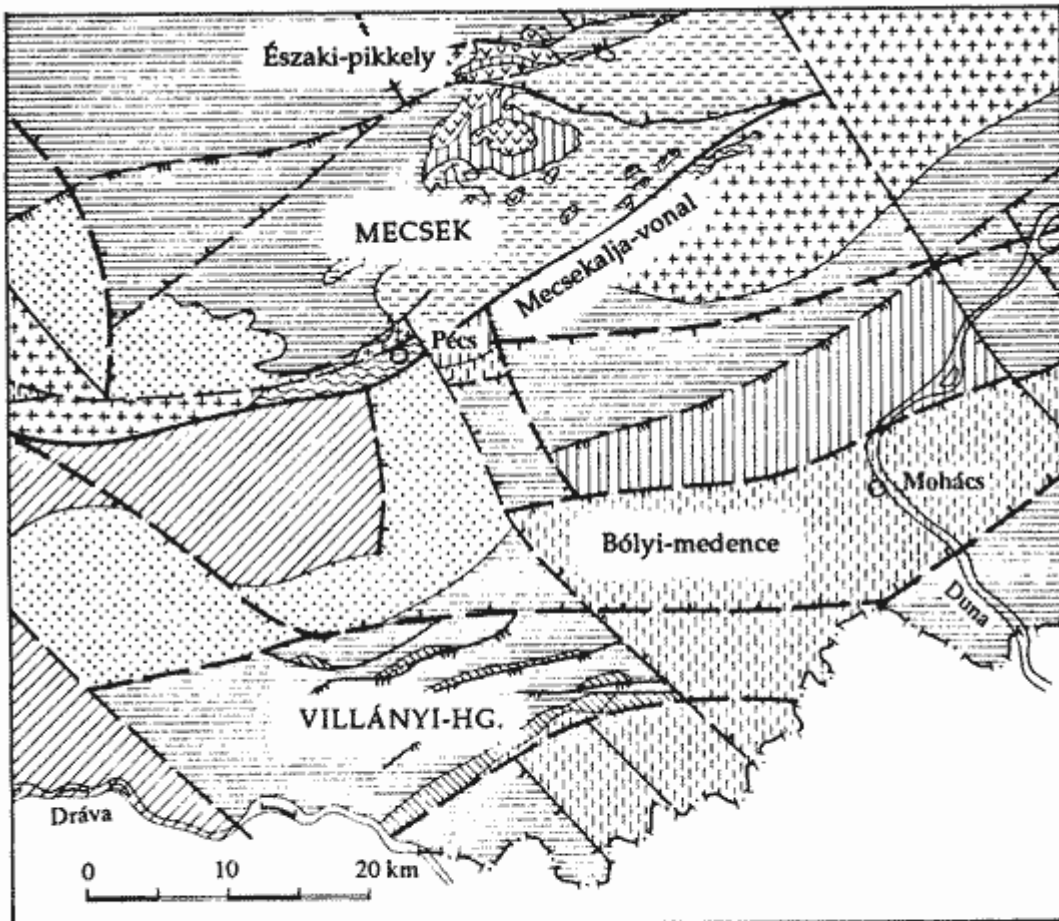 Északi-pikkely
MECSEK
Mecsekalja-vonal
Pécs
Mohács
Bólyi-medence
Duna
VILLÁNYI-HG.
Dráva
0 10 20 km